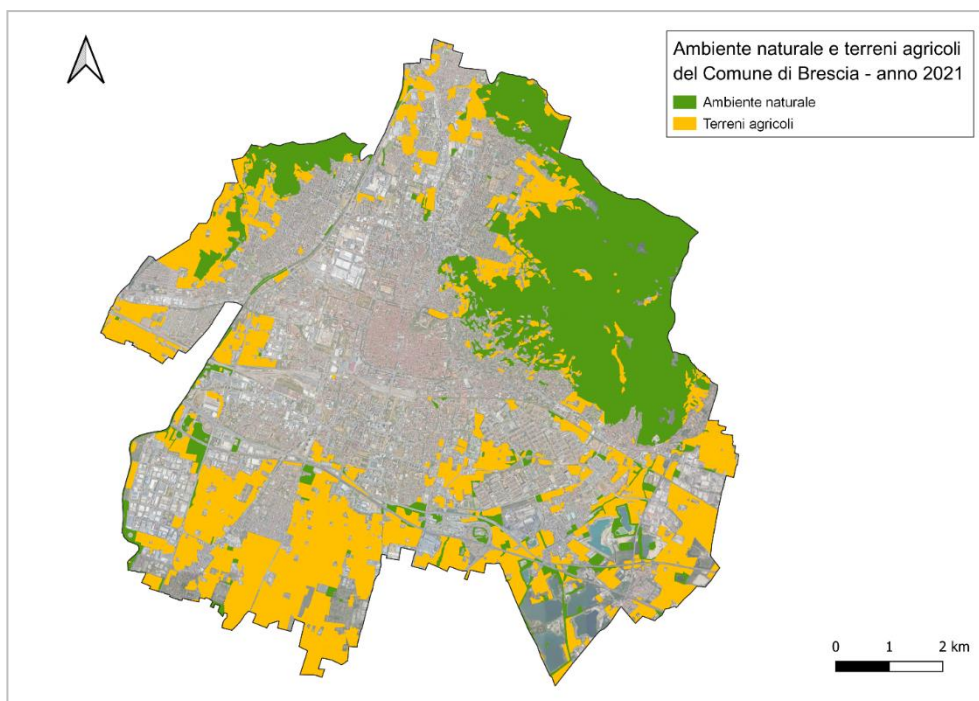 Ambiente naturale e terreni agricoli
del Comune di Brescia - anno 2021
Ambiente naturale
Terreni agricoli
0 1 2 km